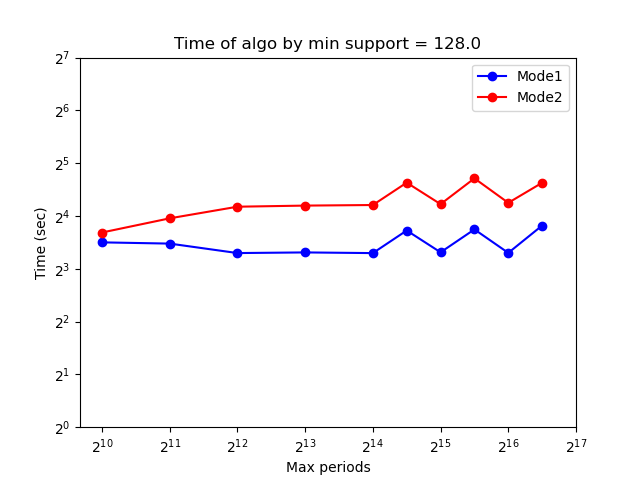 Time of algo by min support = 128.0
Mode1
Mode2
Time (sec)
2^7
2^6
2^5
2^4
2^3
2^2
2^1
2^0
2^10 2^11 2^12 2^13 2^14 2^15 2^16 2^17
Max periods